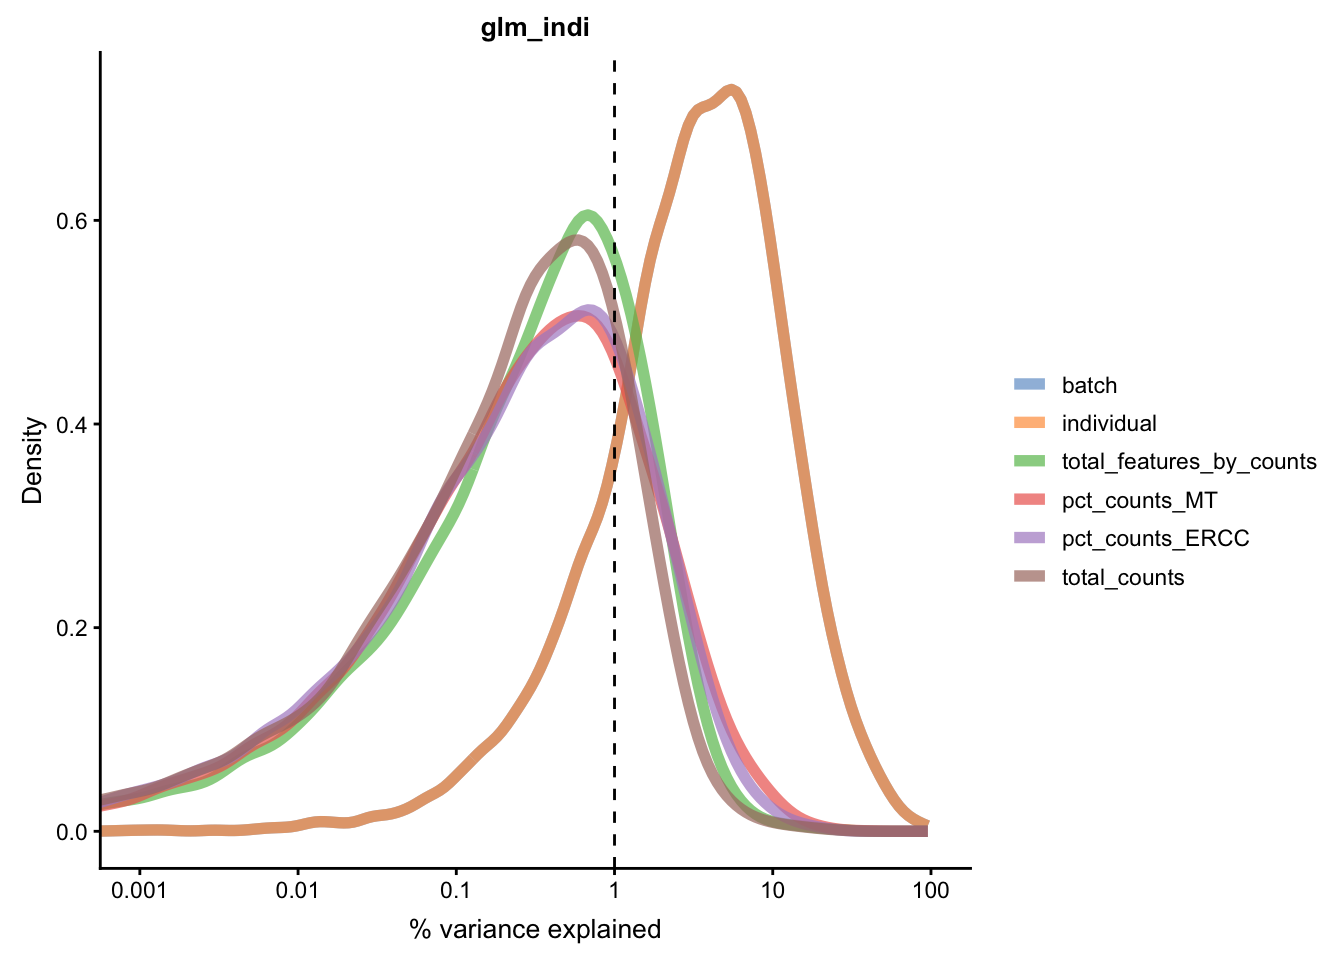 glm_indi
Density
0.6
0.4
0.2
0.0
0.001
0.01
0.1
1
10
100
% variance explained
batch
individual
total_features_by_counts
pct_counts_MT
pct_counts_ERCC
total_counts